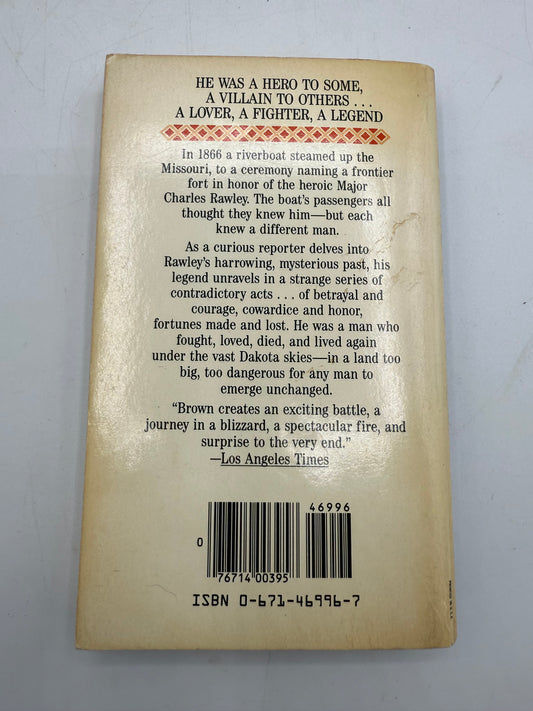 HE WAS A HERO TO SOME,
A VILLAIN TO OTHERS . . .
A LOVER, A FIGHTER, A LEGEND
In 1866 a riverboat steamed up the
Missouri, to a ceremony naming a frontier
fort in honor of the heroic Major
Charles Rawley. The boat's passengers all
thought they knew him—but each
knew a different man.
As a curious reporter delves into
Rawley's harrowing, mysterious past, his
legend unravels in a strange series of
contradictory acts . . . of betrayal and
courage, cowardice and honor,
fortunes made and lost. He was a man who
fought, loved, died, and lived again
under the vast Dakota skies—in a land too
big, too dangerous for any man to
emerge unchanged.
"Brown creates an exciting battle, a
journey in a blizzard, a spectacular fire, and
surprise to the very end."
—Los Angeles Times
46996
0
76714 00395
ISBN 0-671-46996-7